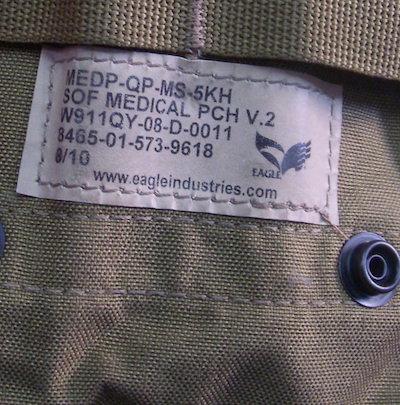 MEDP-QP-MS-5KH
SOF MEDICAL PCH V.2
W911QY-08-D-0011
8465-01-573-9618
8/10
EAGLE
www.eagleindustries.com